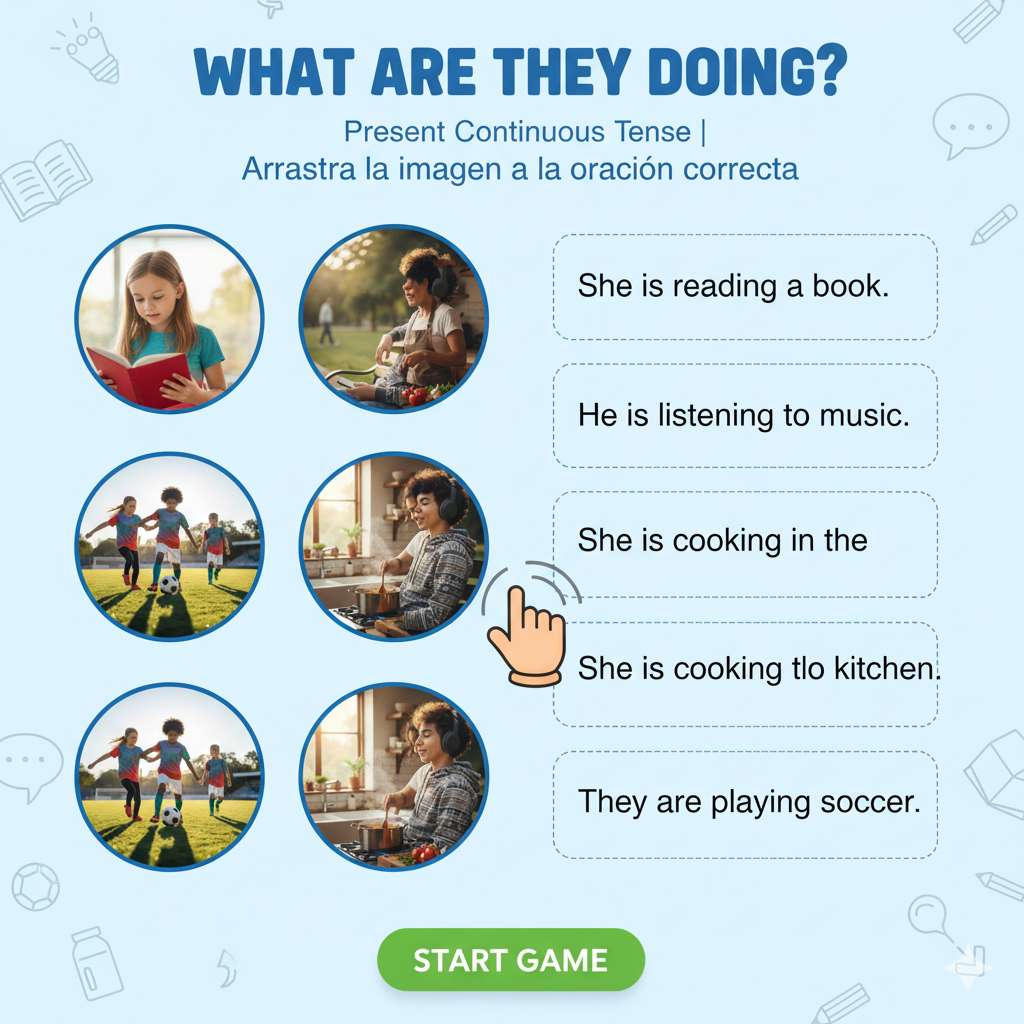 WHAT ARE THEY DOING?
Present Continuous Tense |
Arrastra la imagen a la oración correcta
She is reading a book.
He is listening to music.
She is cooking in the
She is cooking tlo kitchen.
They are playing soccer.
START GAME